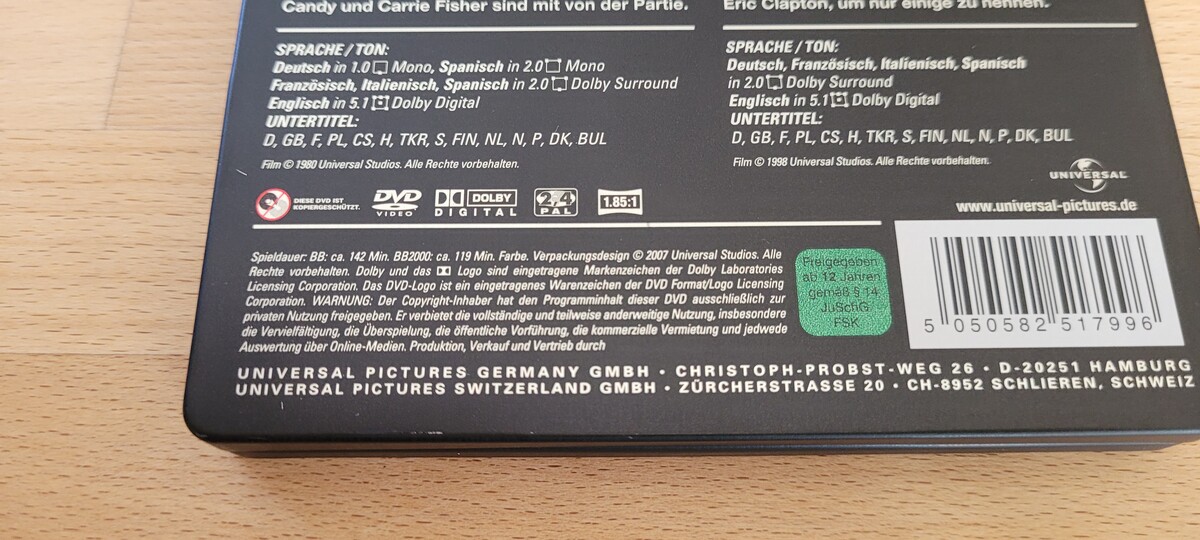 Candy und Carrie Fisher sind mit von der Partie.
SPRACHE / TON:
Deutsch in 1.0 Mono, Spanisch in 2.0 Mono
Französisch, Italienisch, Spanisch in 2.0 Dolby Surround
Englisch in 5.1 Dolby Digital
UNTERTITEL:
D, GB, F, PL, CS, H, TKR, S, FIN, NL, N, P, DK, BUL
Film © 1980 Universal Studios. Alle Rechte vorbehalten.
Eric Clapton, um nur einige zu nennen.
SPRACHE / TON:
Deutsch, Französisch, Italienisch, Spanisch
in 2.0 Dolby Surround
Englisch in 5.1 Dolby Digital
UNTERTITEL:
D, GB, F, PL, CS, H, TKR, S, FIN, NL, N, P, DK, BUL
Film © 1998 Universal Studios. Alle Rechte vorbehalten.
UNIVERSAL
www.universal-pictures.de
DIESE DVD IST
KOPIERGESCHÜTZT.
DVD
VIDEO
DOLBY
DIGITAL
2,4
PAL
1.85:1
Spieldauer: BB: ca. 142 Min. BB2000: ca. 119 Min. Farbe. Verpackungsdesign © 2007 Universal Studios. Alle
Rechte vorbehalten. Dolby und das Logo sind eingetragene Markenzeichen der Dolby Laboratories
Licensing Corporation. Das DVD-Logo ist ein eingetragenes Warenzeichen der DVD Format/Logo Licensing
Corporation. WARNUNG: Der Copyright-Inhaber hat den Programminhalt dieser DVD ausschließlich zur
privaten Nutzung freigegeben. Er verbietet die vollständige und teilweise anderweitige Nutzung, insbesondere
die Vervielfältigung, die Überspielung, die öffentliche Vorführung, die kommerzielle Vermietung und jedwede
Auswertung über Online-Medien. Produktion, Verkauf und Vertrieb durch
Freigegeben
ab 12 Jahren
gemäß § 14
JuSchG
FSK
5 050582 517996
UNIVERSAL PICTURES GERMANY GMBH • CHRISTOPH-PROBST-WEG 26 • D-20251 HAMBURG
UNIVERSAL PICTURES SWITZERLAND GMBH • ZÜRCHERSTRASSE 20 • CH-8952 SCHLIEREN, SCHWEIZ